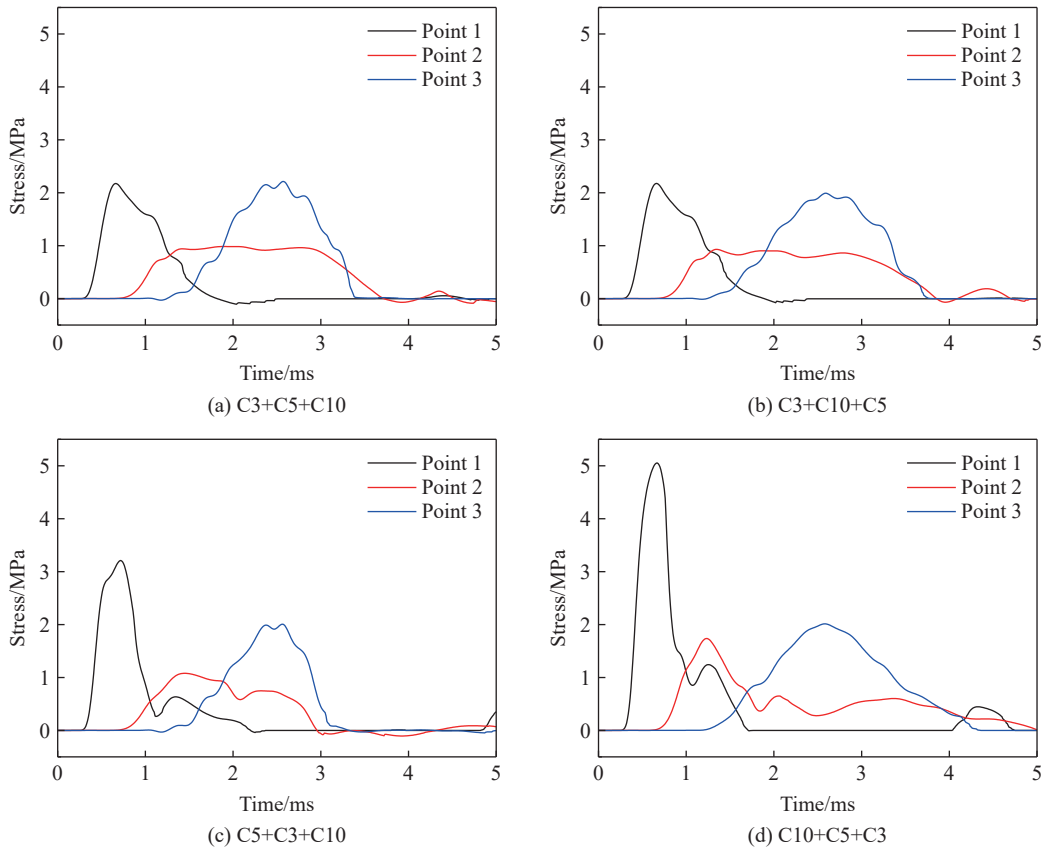 5
4
3
2
1
0
Stress/MPa
Point 1
Point 2
Point 3
0 1 2 3 4 5
Time/ms
(a) C3+C5+C10
5
4
3
2
1
0
Stress/MPa
Point 1
Point 2
Point 3
0 1 2 3 4 5
Time/ms
(b) C3+C10+C5
5
4
3
2
1
0
Stress/MPa
Point 1
Point 2
Point 3
0 1 2 3 4 5
Time/ms
(c) C5+C3+C10
5
4
3
2
1
0
Stress/MPa
Point 1
Point 2
Point 3
0 1 2 3 4 5
Time/ms
(d) C10+C5+C3